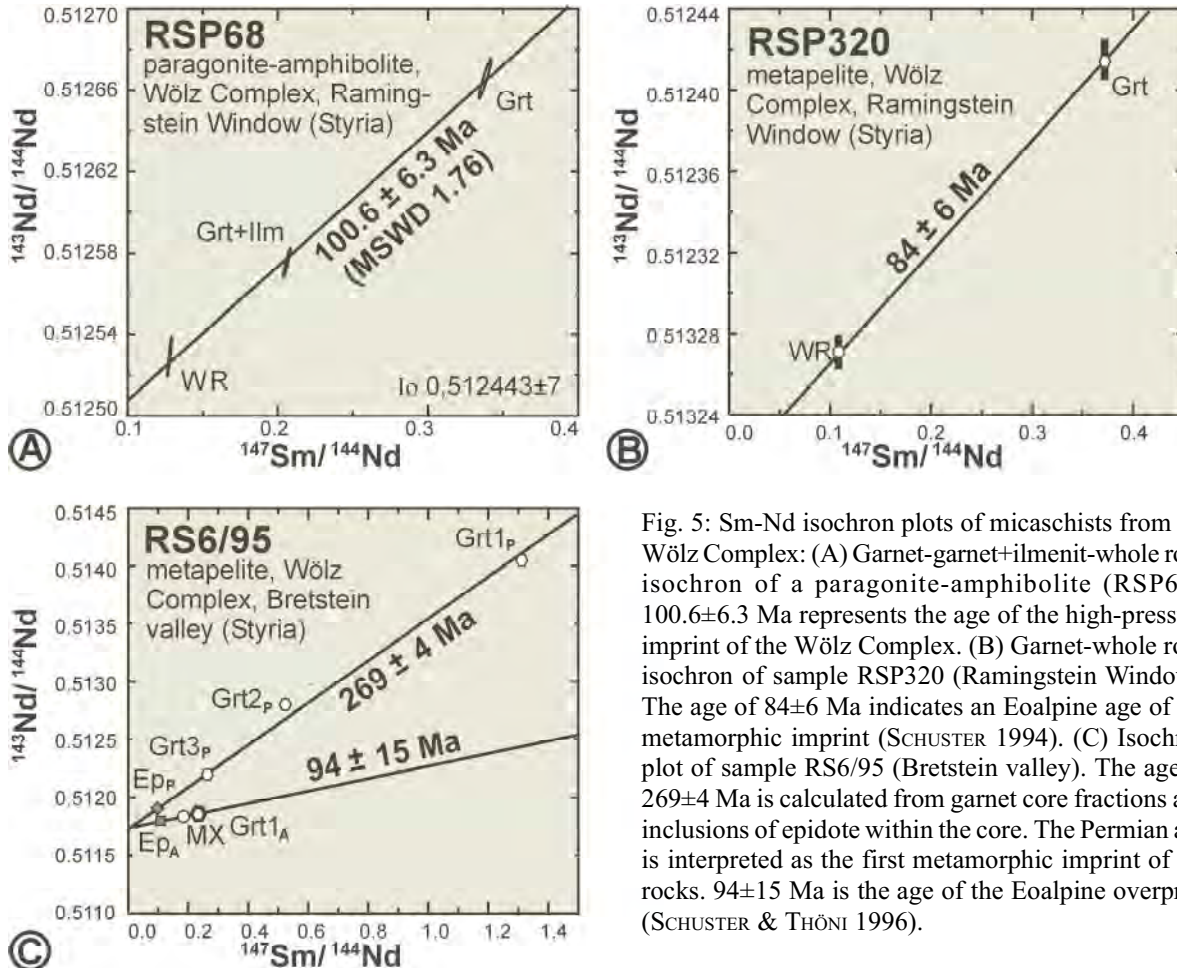 0,51270
0.51266
0.51262
0.51258
0.51254
0.51250
143Nd/ 144Nd
RSP68
paragonite-amphibolite,
Wölz Complex, Raming-
stein Window (Styria)
Grt
Grt+Ilm
WR
100.6 ± 6.3 Ma
(MSWD 1.76)
Io 0,512443±7
0.1
0.2
0.3
0.4
147Sm/ 144Nd
A
0,51244
0.51240
0.51236
0.51232
0.51328
0.51324
143Nd/ 144Nd
RSP320
metapelite, Wölz
Complex, Ramingstein
Window (Styria)
Grt
84 ± 6 Ma
WR
0.0
0.1
0.2
0.3
0.4
147Sm/ 144Nd
B
0.5145
0.5140
0.5135
0.5130
0.5125
0.5120
0.5115
0.5110
143Nd/ 144Nd
RS6/95
metapelite, Wölz
Complex, Bretstein
valley (Styria)
Grt1P
Grt2P
269 ± 4 Ma
Grt3P
94 ± 15 Ma
EpP
EpA
MX
Grt1A
0.0
0.2
0.4
0.6
0.8
1.0
1.2
1.4
147Sm/ 144Nd
C
Fig. 5: Sm-Nd isochron plots of micaschists from
Wölz Complex: (A) Garnet-garnet+ilmenit-whole ro
isochron of a paragonite-amphibolite (RSP6
100.6±6.3 Ma represents the age of the high-press
imprint of the Wölz Complex. (B) Garnet-whole ro
isochron of sample RSP320 (Ramingstein Window
The age of 84±6 Ma indicates an Eoalpine age of
metamorphic imprint (SCHUSTER 1994). (C) Isochr
plot of sample RS6/95 (Bretstein valley). The age
269±4 Ma is calculated from garnet core fractions a
inclusions of epidote within the core. The Permian a
is interpreted as the first metamorphic imprint of
rocks. 94±15 Ma is the age of the Eoalpine overpr
(SCHUSTER & THÖNI 1996).